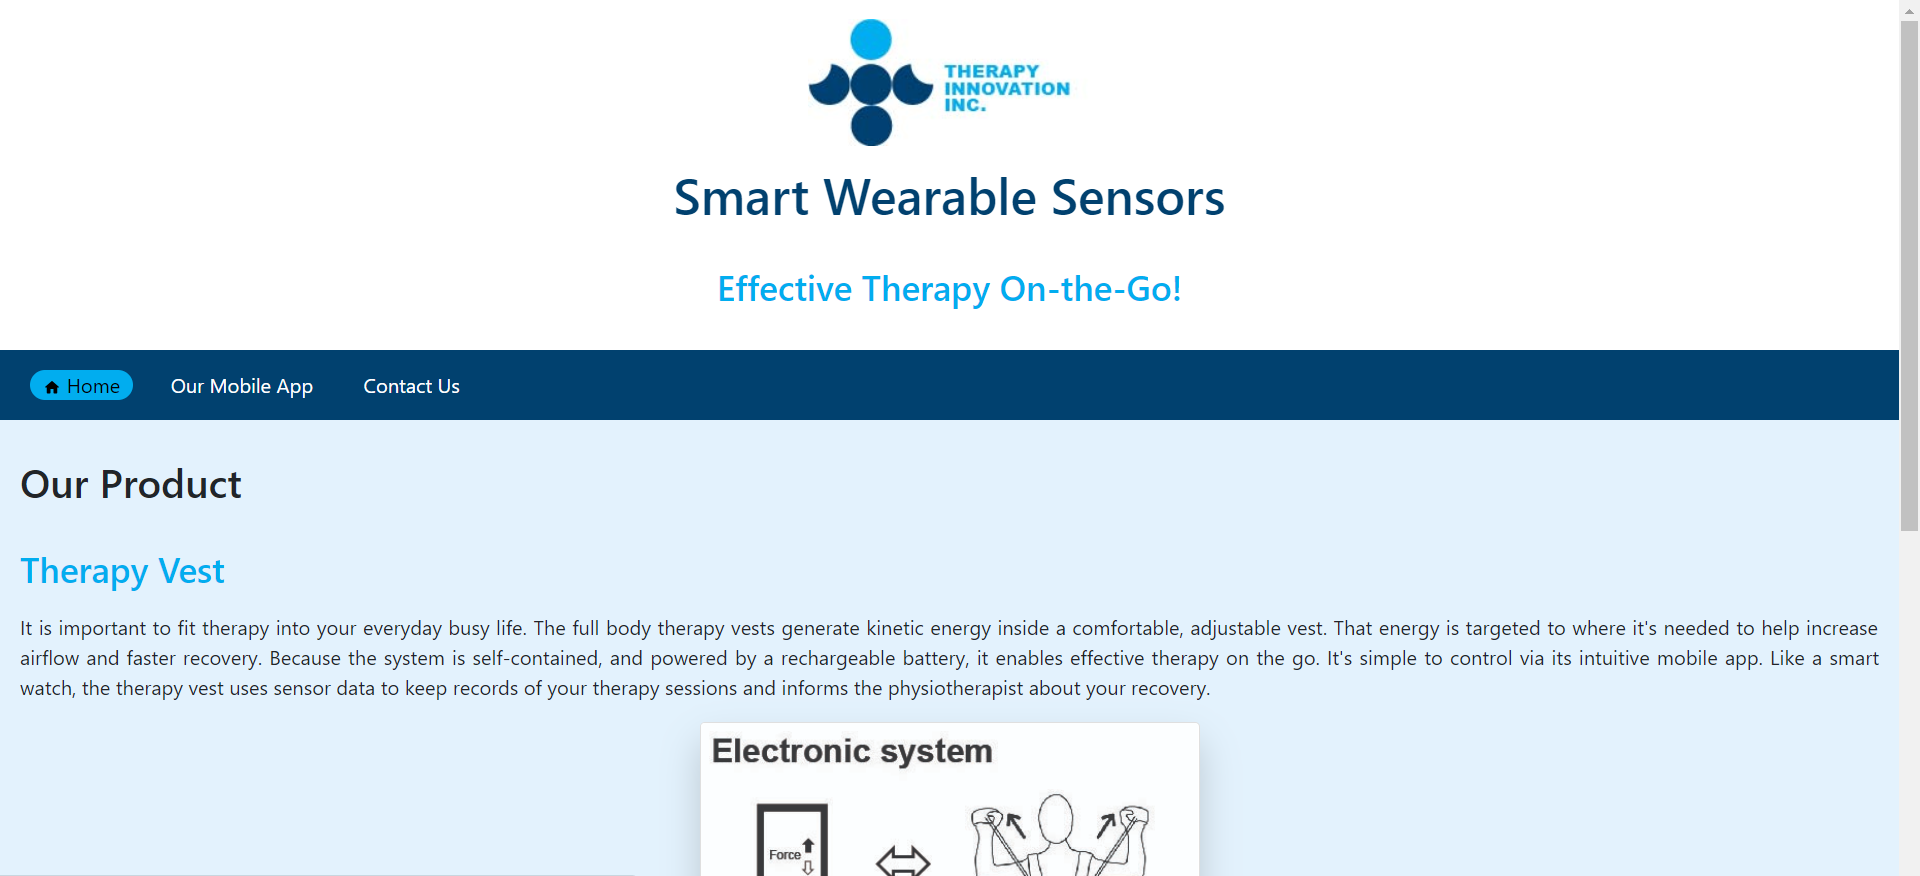 THERAPY
INNOVATION
INC.
Smart Wearable Sensors
Effective Therapy On-the-Go!
Home
Our Mobile App
Contact Us
Our Product
Therapy Vest
It is important to fit therapy into your everyday busy life. The full body therapy vests generate kinetic energy inside a comfortable, adjustable vest. That energy is targeted to where it's needed to help increase
airflow and faster recovery. Because the system is self-contained, and powered by a rechargeable battery, it enables effective therapy on the go. It's simple to control via its intuitive mobile app. Like a smart
watch, the therapy vest uses sensor data to keep records of your therapy sessions and informs the physiotherapist about your recovery.
Electronic system
Force